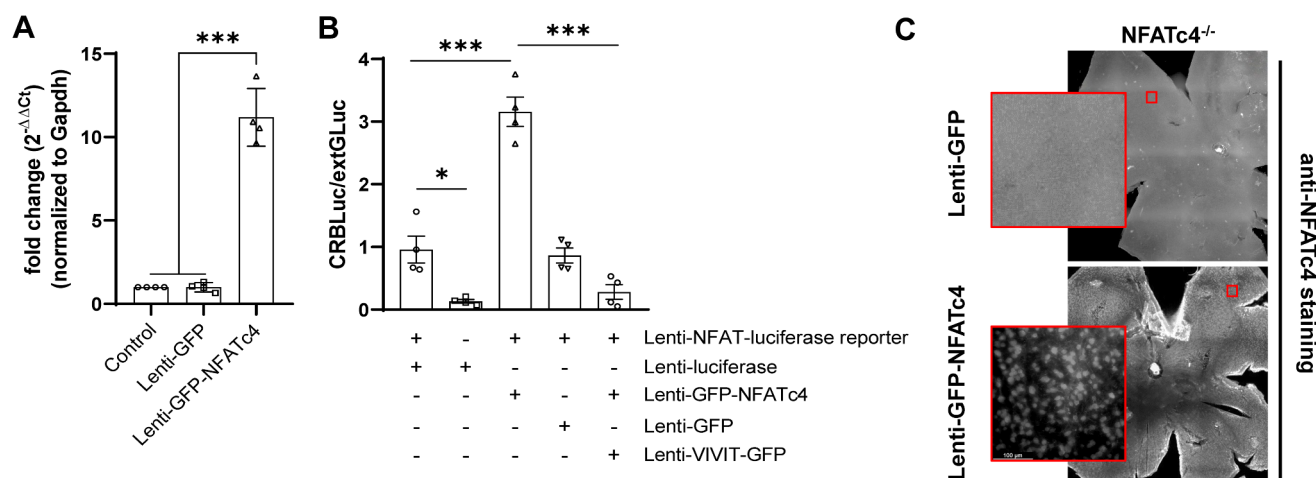 A
fold change (2^-ΔΔCt)
(normalized to Gapdh)
15
10
5
0
***
Control
Lenti-GFP
Lenti-GFP-NFATc4
B
CRBLuc/extGLuc
4
3
2
1
0
***
***
*
+ - + + + Lenti-NFAT-luciferase reporter
+ + - - - Lenti-luciferase
- - + - + Lenti-GFP-NFATc4
- - - + - Lenti-GFP
- - - - + Lenti-VIVIT-GFP
C
NFATc4-/-
Lenti-GFP
Lenti-GFP-NFATc4
100 µm
anti-NFATc4 staining